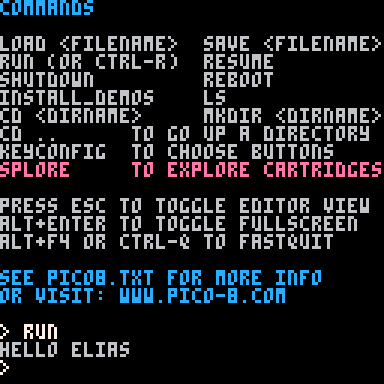 COMMANDS
LOAD <FILENAME>  SAVE <FILENAME>
RUN (OR CTRL-R)  RESUME
SHUTDOWN         REBOOT
INSTALL_DEMOS    LS
CD <DIRNAME>     MKDIR <DIRNAME>
CD ..      TO GO UP A DIRECTORY
KEYCONFIG  TO CHOOSE BUTTONS
SPLORE     TO EXPLORE CARTRIDGES
PRESS ESC TO TOGGLE EDITOR VIEW
ALT+ENTER TO TOGGLE FULLSCREEN
ALT+F4 OR CTRL-Q TO FASTQUIT
SEE PICO8.TXT FOR MORE INFO
OR VISIT: WWW.PICO-8.COM
> RUN
HELLO ELIAS
>